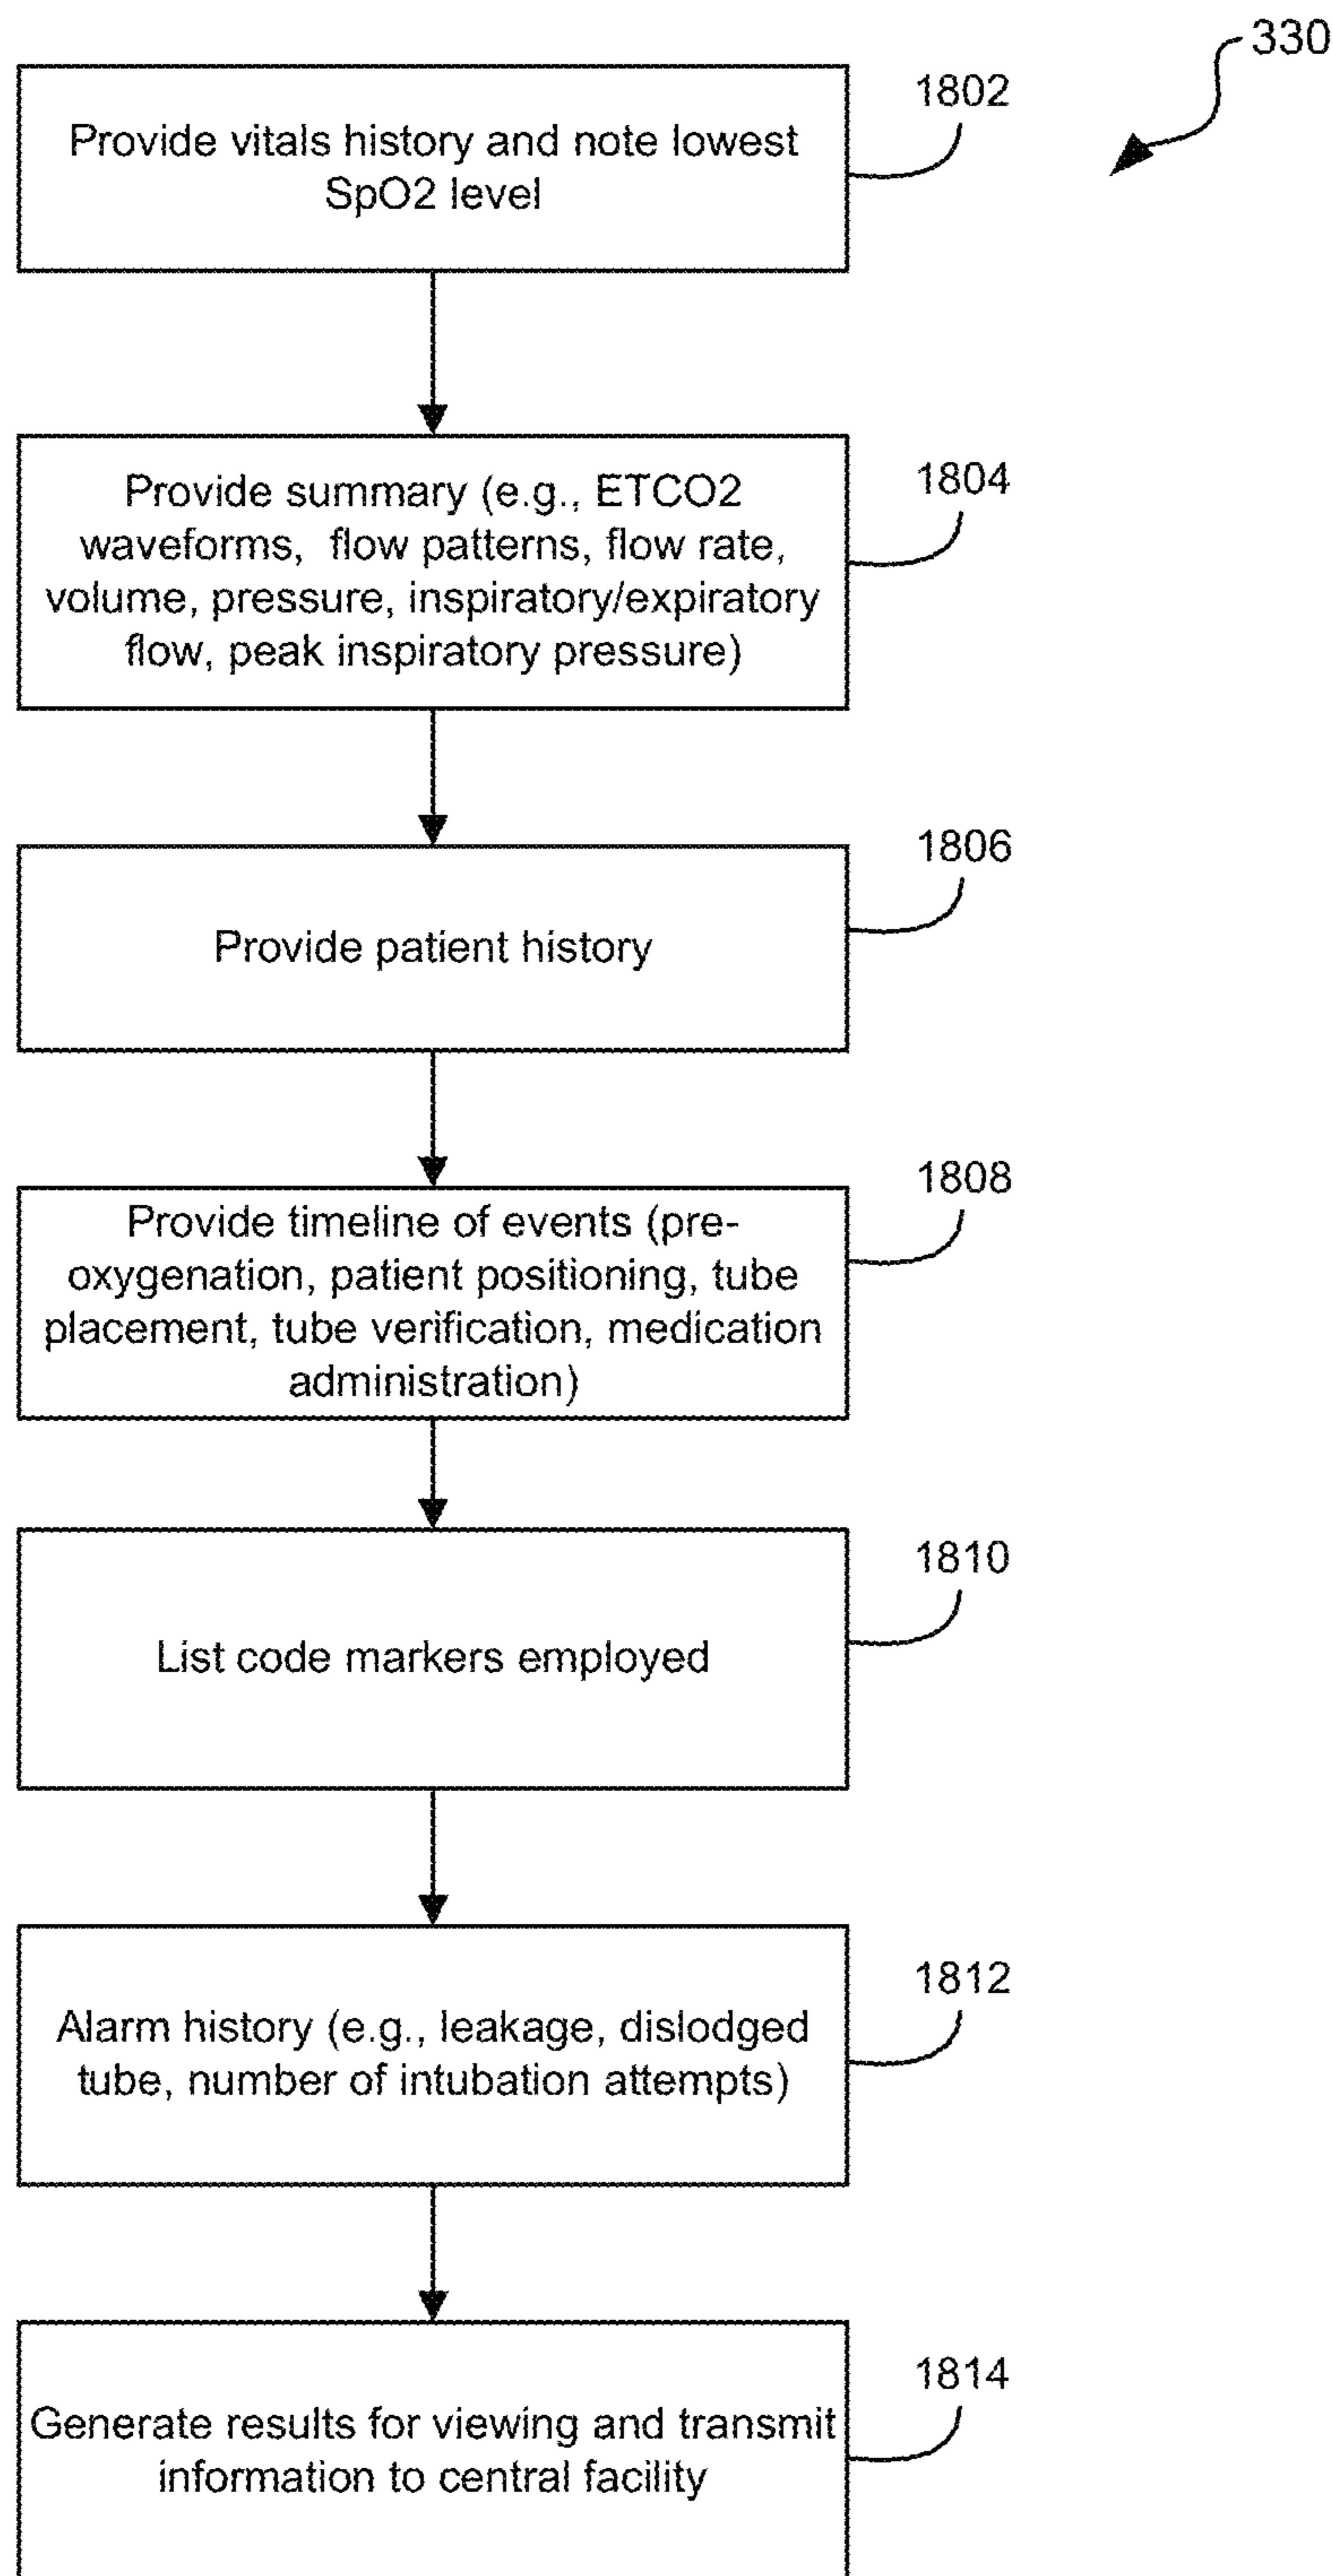 330
1802
Provide vitals history and note lowest
SpO2 level
1804
Provide summary (e.g., ETCO2
waveforms, flow patterns, flow rate,
volume, pressure, inspiratory/expiratory
flow, peak inspiratory pressure)
1806
Provide patient history
1808
Provide timeline of events (pre-
oxygenation, patient positioning, tube
placement, tube verification, medication
administration)
1810
List code markers employed
1812
Alarm history (e.g., leakage, dislodged
tube, number of intubation attempts)
1814
Generate results for viewing and transmit
information to central facility